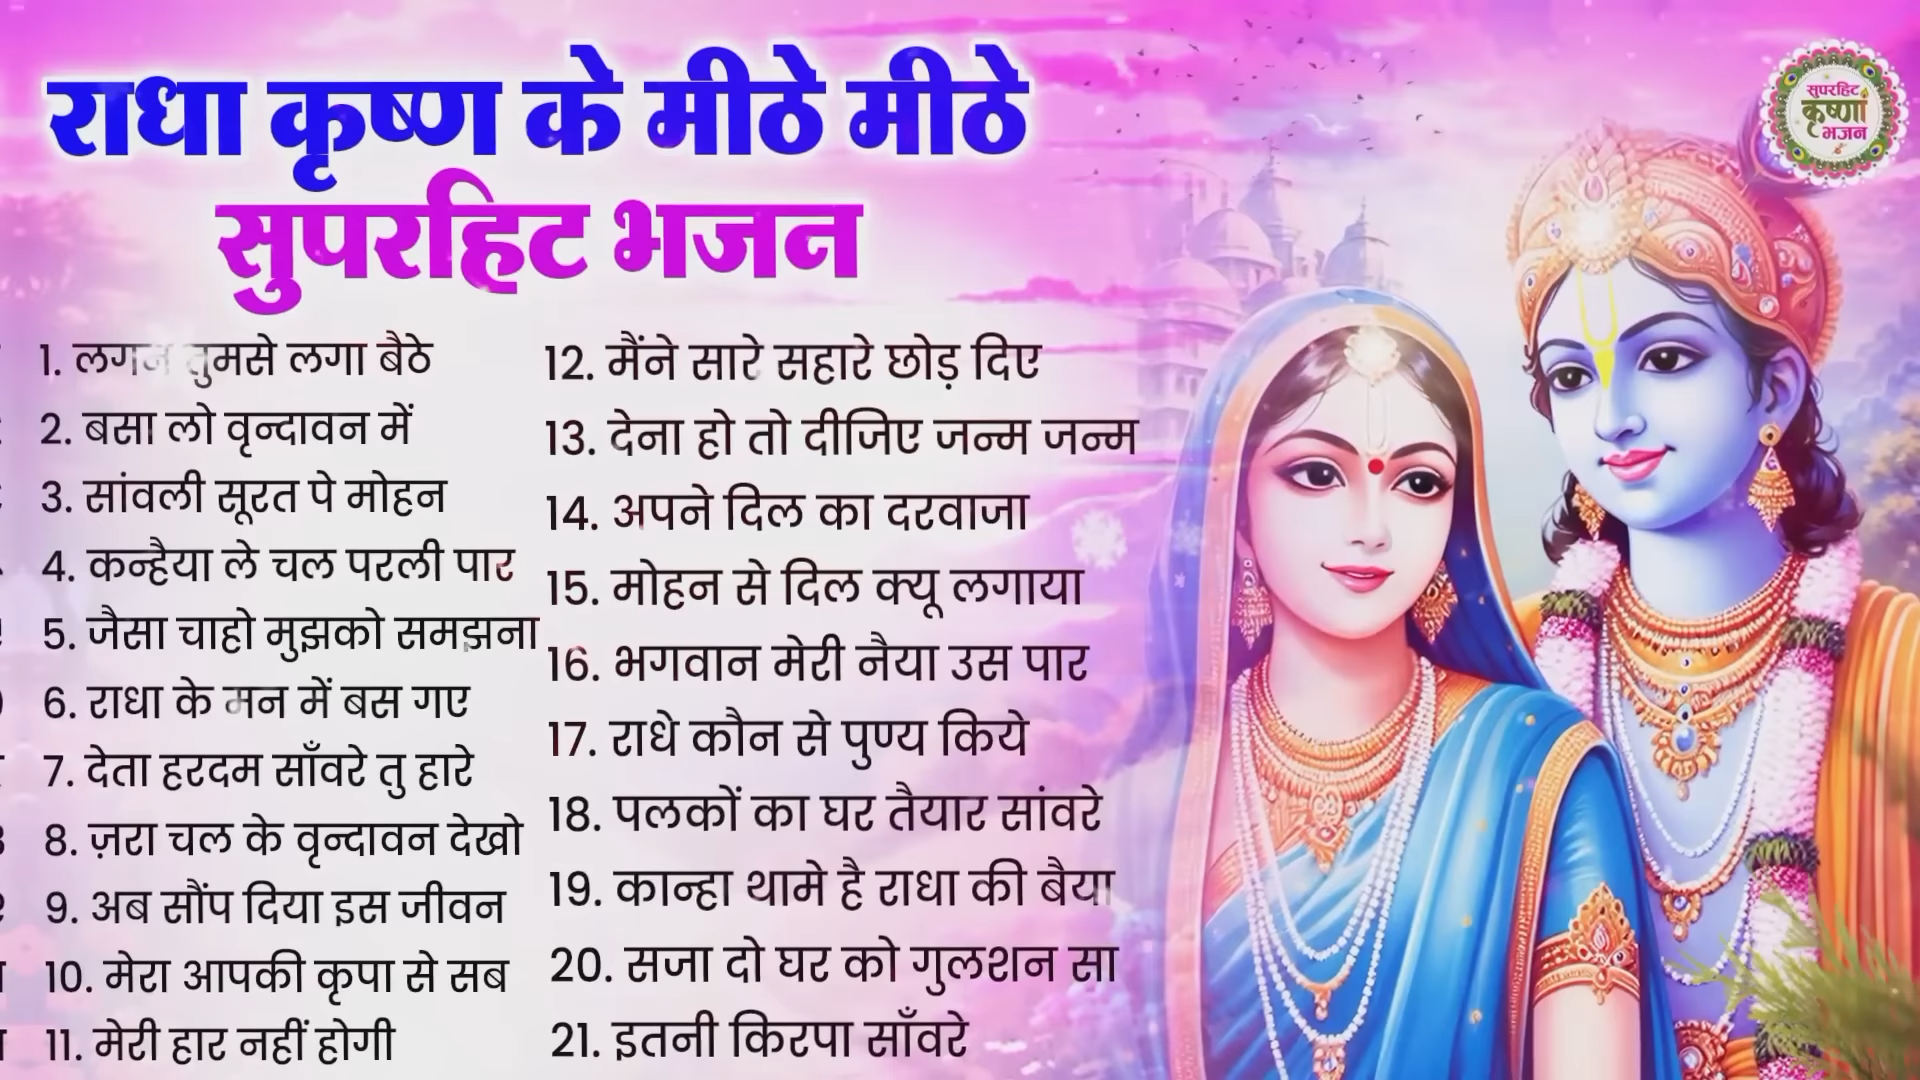 राधा कृष्ण के मीठे मीठे
सुपरहिट भजन
सुपरहिट
कृष्णा
भजन
1. लगन तुमसे लगा बैठे
2. बसा लो वृन्दावन में
3. सांवली सूरत पे मोहन
4. कन्हैया ले चल परली पार
5. जैसा चाहो मुझको समझना
6. राधा के मन में बस गए
7. देता हरदम साँवरे तु हारे
8. ज़रा चल के वृन्दावन देखो
9. अब सौंप दिया इस जीवन
10. मेरा आपकी कृपा से सब
11. मेरी हार नहीं होगी
12. मैंने सारे सहारे छोड़ दिए
13. देना हो तो दीजिए जन्म जन्म
14. अपने दिल का दरवाजा
15. मोहन से दिल क्यू लगाया
16. भगवान मेरी नैया उस पार
17. राधे कौन से पुण्य किये
18. पलकों का घर तैयार सांवरे
19. कान्हा थामे है राधा की बैया
20. सजा दो घर को गुलशन सा
21. इतनी किरपा साँवरे